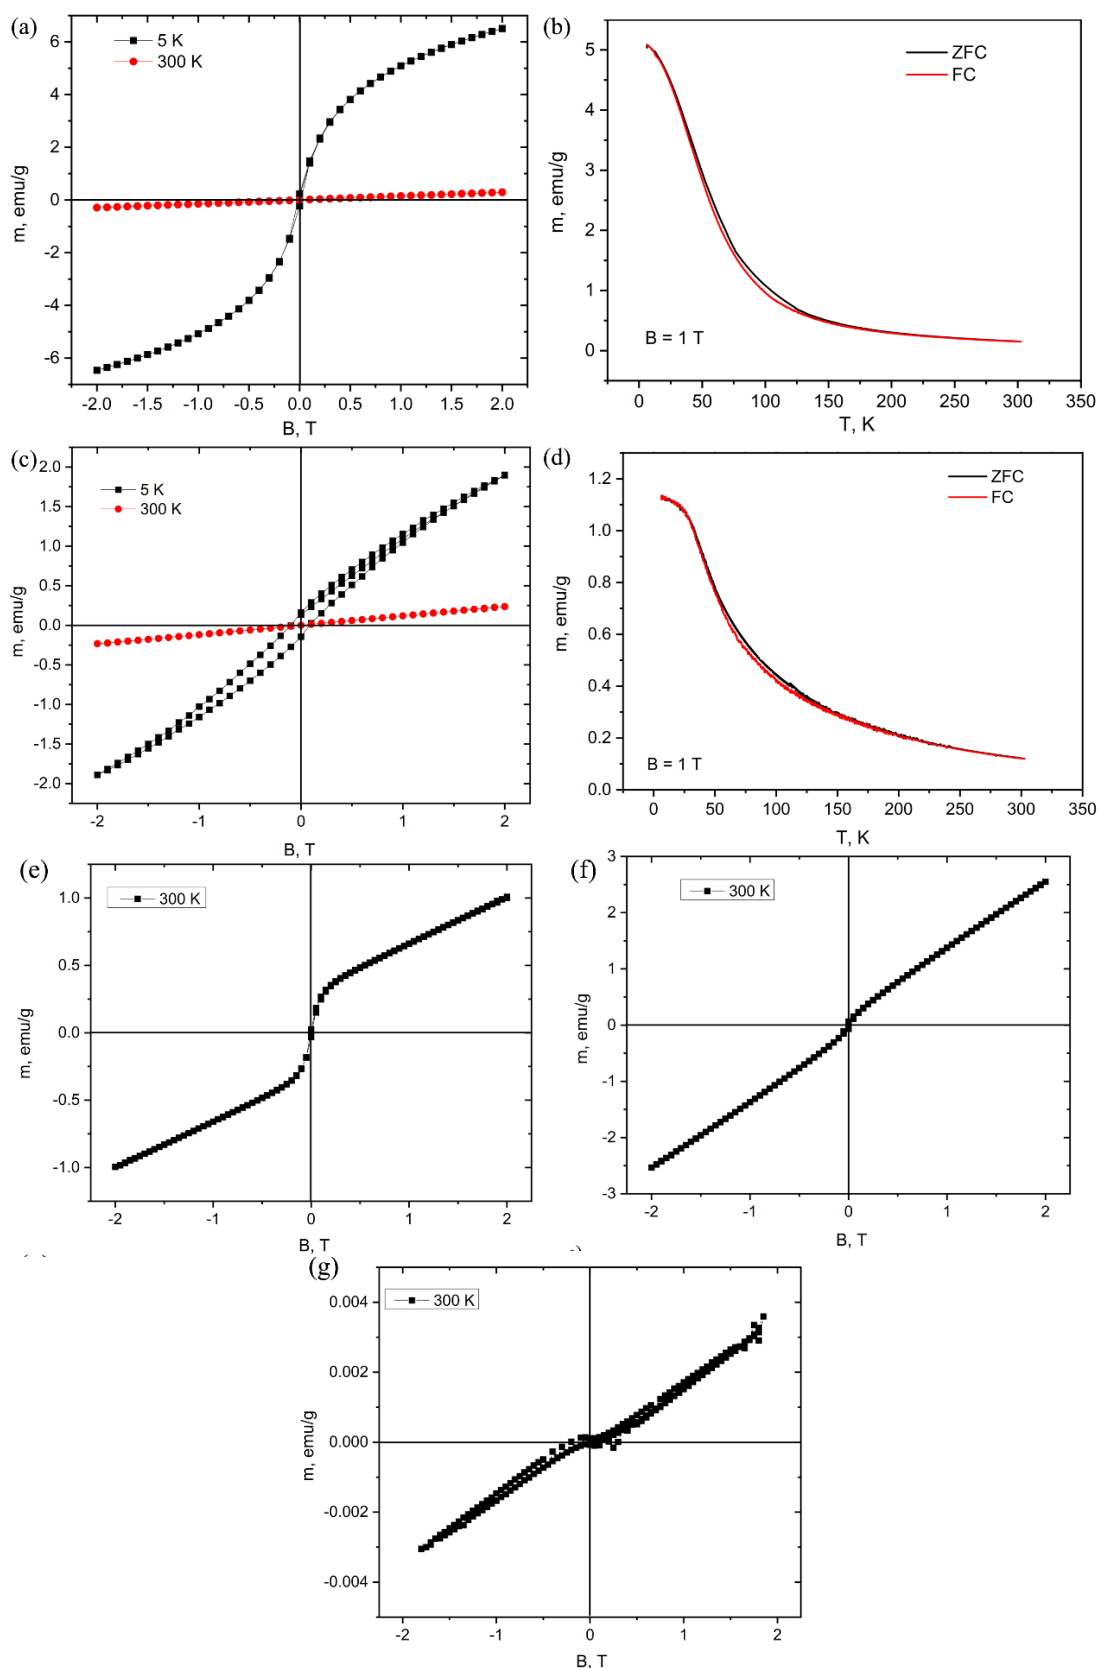 (a)
5 K
300 K
6
4
2
0
-2
-4
-6
m, emu/g
-2.0 -1.5 -1.0 -0.5 0.0 0.5 1.0 1.5 2.0
B, T
(b)
ZFC
FC
5
4
3
2
1
0
m, emu/g
B = 1 T
0 50 100 150 200 250 300 350
T, K
(c)
5 K
300 K
2.0
1.5
1.0
0.5
0.0
-0.5
-1.0
-1.5
-2.0
m, emu/g
-2 -1 0 1 2
B, T
(d)
ZFC
FC
1.2
1.0
0.8
0.6
0.4
0.2
0.0
m, emu/g
B = 1 T
0 50 100 150 200 250 300 350
T, K
(e)
300 K
1.0
0.5
0.0
-0.5
-1.0
m, emu/g
-2 -1 0 1 2
B, T
(f)
300 K
3
2
1
0
-1
-2
-3
m, emu/g
-2 -1 0 1 2
B, T
(g)
300 K
0.004
0.002
0.000
-0.002
-0.004
m, emu/g
-2 -1 0 1 2
B, T